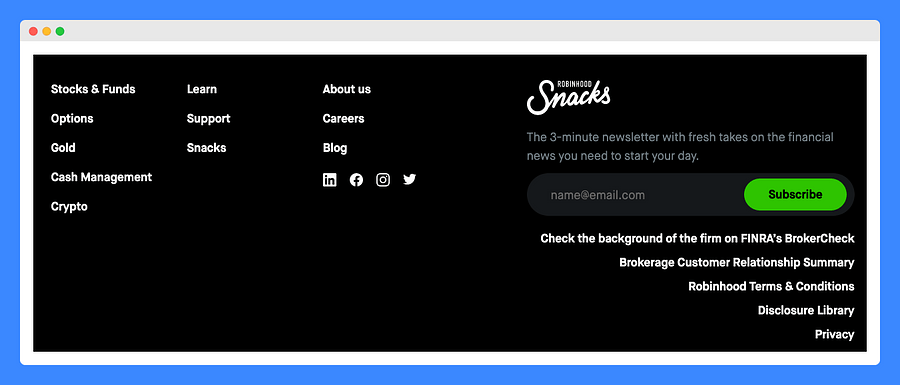 Stocks & Funds
Options
Gold
Cash Management
Crypto
Learn
Support
Snacks
About us
Careers
Blog
ROBINHOOD
Snacks
The 3-minute newsletter with fresh takes on the financial
news you need to start your day.
name@email.com
Subscribe
Check the background of the firm on FINRA's BrokerCheck
Brokerage Customer Relationship Summary
Robinhood Terms & Conditions
Disclosure Library
Privacy